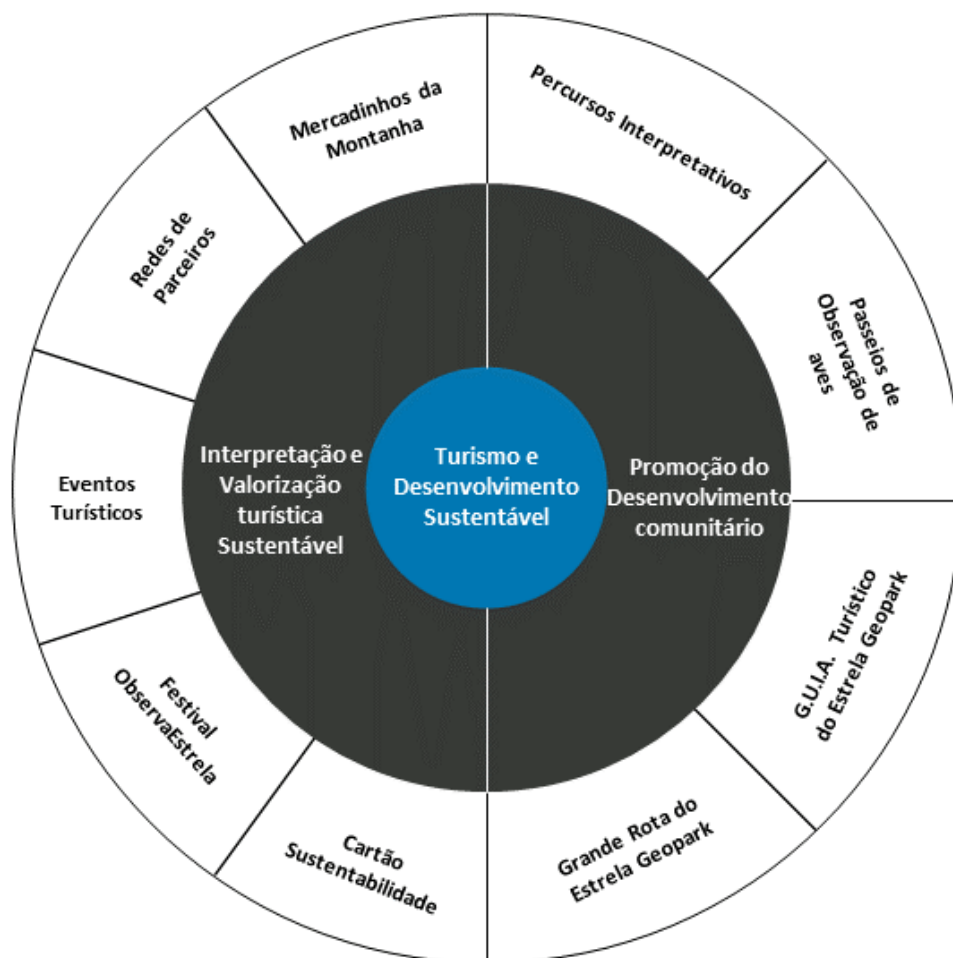 Mercadinhos da
Montanha
Percursos Interpretativos
Redes de
Parceiros
Passeios de
Observação de
aves
Interpretação e
Valorização
turística
Sustentável
Turismo e
Desenvolvimento
Sustentável
Promoção do
Desenvolvimento
comunitário
Eventos
Turísticos
G.U.I.A. Turístico
do Estrela Geopark
Festival
ObservaEstrela
Cartão
Sustentabilidade
Grande Rota do
Estrela Geopark